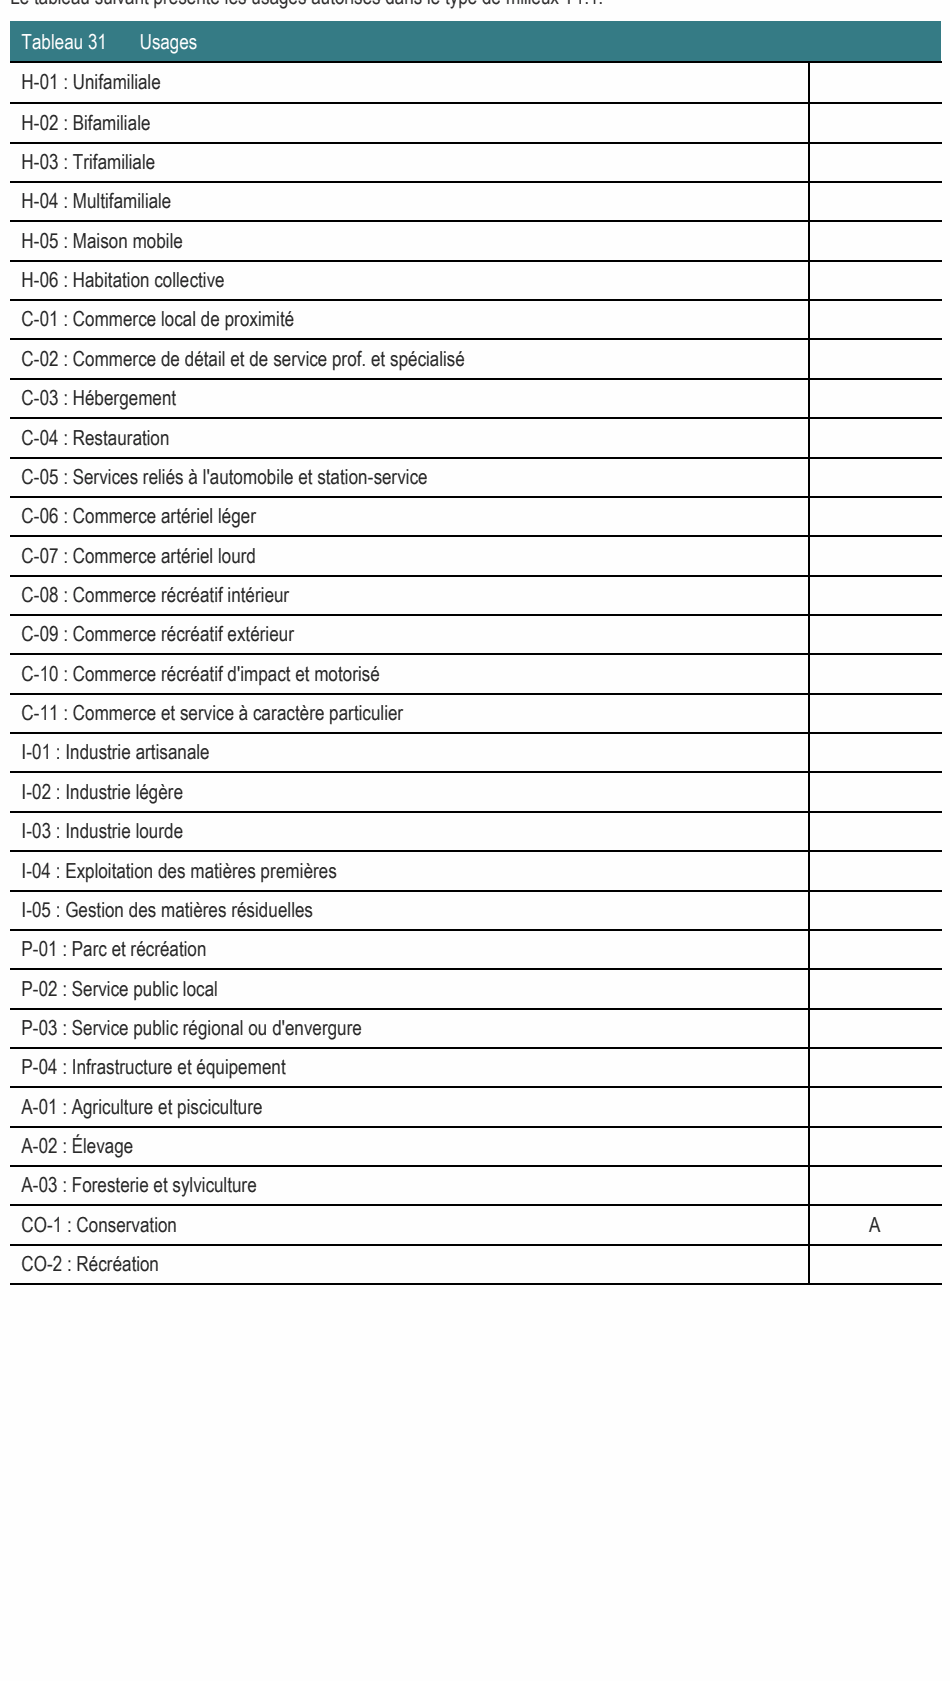 Le tableau suivant présente les usages autorisés dans le type de milieux T1.1.
Tableau 31 Usages
H-01 : Unifamiliale
H-02 : Bifamiliale
H-03 : Trifamiliale
H-04 : Multifamiliale
H-05 : Maison mobile
H-06 : Habitation collective
C-01 : Commerce local de proximité
C-02 : Commerce de détail et de service prof. et spécialisé
C-03 : Hébergement
C-04 : Restauration
C-05 : Services reliés à l'automobile et station-service
C-06 : Commerce artériel léger
C-07 : Commerce artériel lourd
C-08 : Commerce récréatif intérieur
C-09 : Commerce récréatif extérieur
C-10 : Commerce récréatif d'impact et motorisé
C-11 : Commerce et service à caractère particulier
I-01 : Industrie artisanale
I-02 : Industrie légère
I-03 : Industrie lourde
I-04 : Exploitation des matières premières
I-05 : Gestion des matières résiduelles
P-01 : Parc et récréation
P-02 : Service public local
P-03 : Service public régional ou d'envergure
P-04 : Infrastructure et équipement
A-01 : Agriculture et pisciculture
A-02 : Élevage
A-03 : Foresterie et sylviculture
CO-1 : Conservation A
CO-2 : Récréation